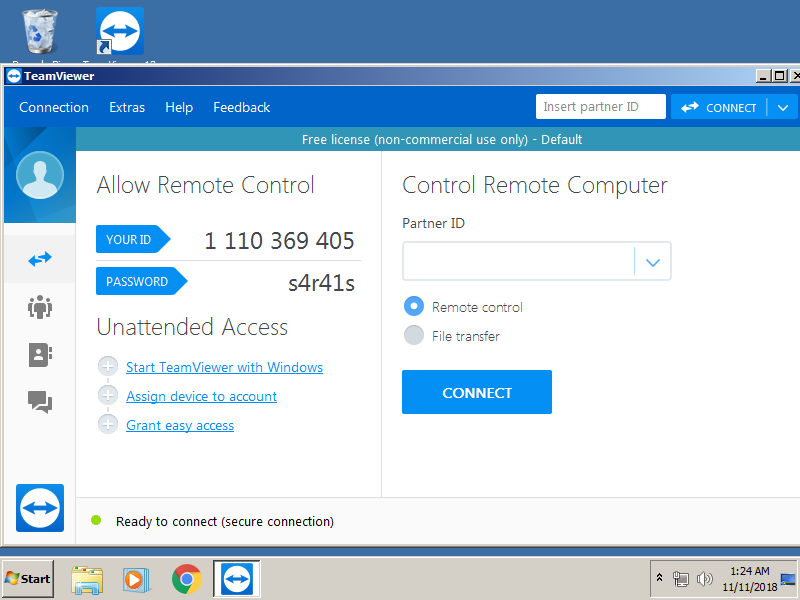 TeamViewer
Connection Extras Help Feedback
Insert partner ID
CONNECT
Free license (non-commercial use only) - Default
Allow Remote Control
YOUR ID 1 110 369 405
PASSWORD s4r41s
Unattended Access
Start TeamViewer with Windows
Assign device to account
Grant easy access
Control Remote Computer
Partner ID
Remote control
File transfer
CONNECT
Ready to connect (secure connection)
Start
1:24 AM
11/11/2018